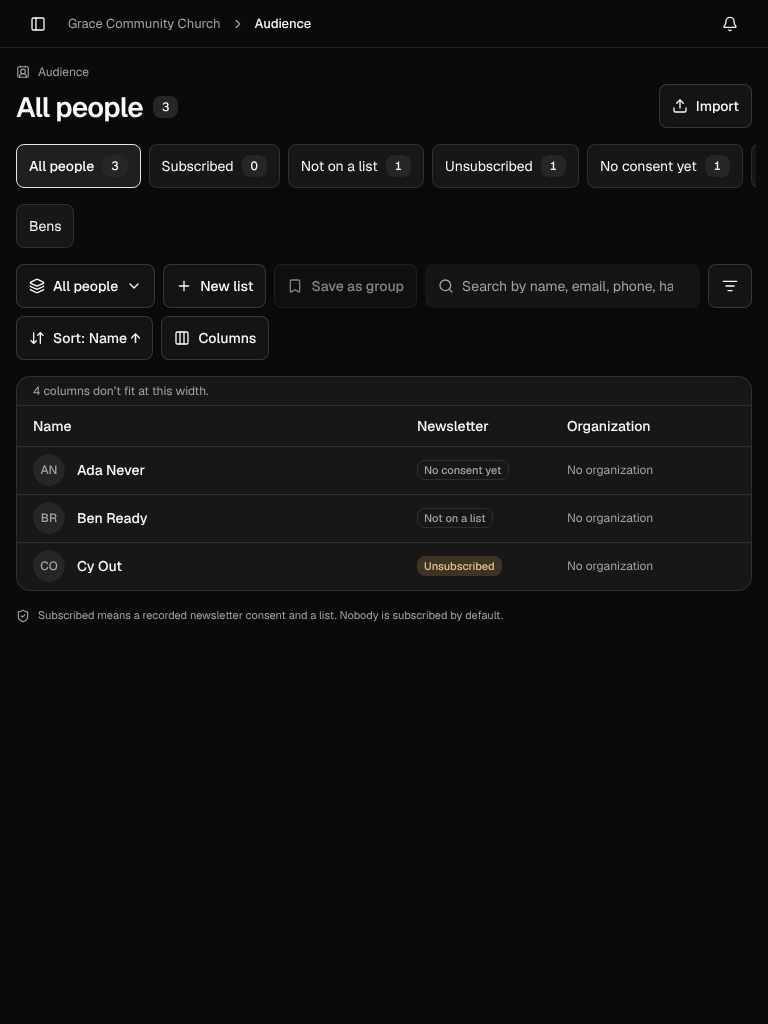 Grace Community Church > Audience
Audience
All people 3
Import
All people 3 Subscribed 0 Not on a list 1 Unsubscribed 1 No consent yet 1
Bens
All people New list Save as group Search by name, email, phone, ha
Sort: Name ↑ Columns
4 columns don’t fit at this width.
Name Newsletter Organization
AN Ada Never No consent yet No organization
BR Ben Ready Not on a list No organization
CO Cy Out Unsubscribed No organization
Subscribed means a recorded newsletter consent and a list. Nobody is subscribed by default.